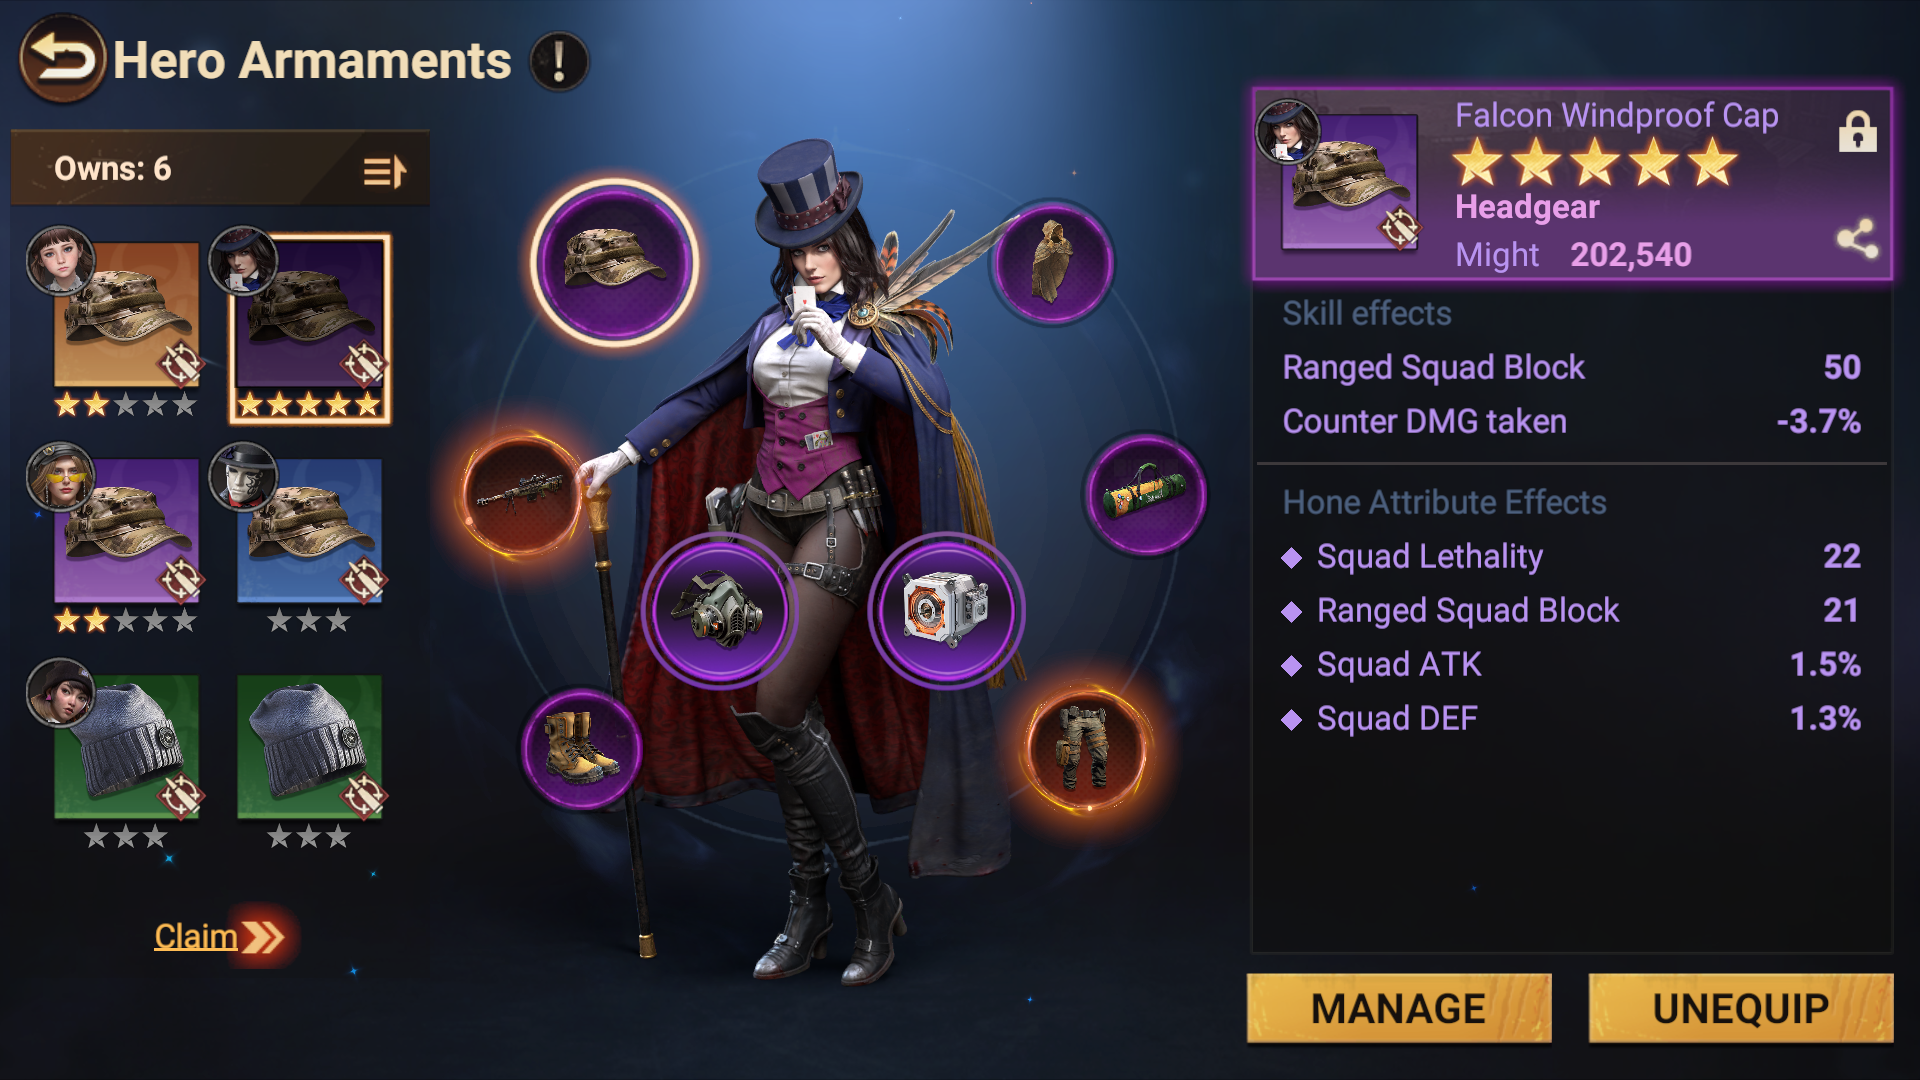 Hero Armaments
Owns: 6
Claim
Falcon Windproof Cap
Headgear
Might 202,540
Skill effects
Ranged Squad Block 50
Counter DMG taken -3.7%
Hone Attribute Effects
Squad Lethality 22
Ranged Squad Block 21
Squad ATK 1.5%
Squad DEF 1.3%
MANAGE
UNEQUIP